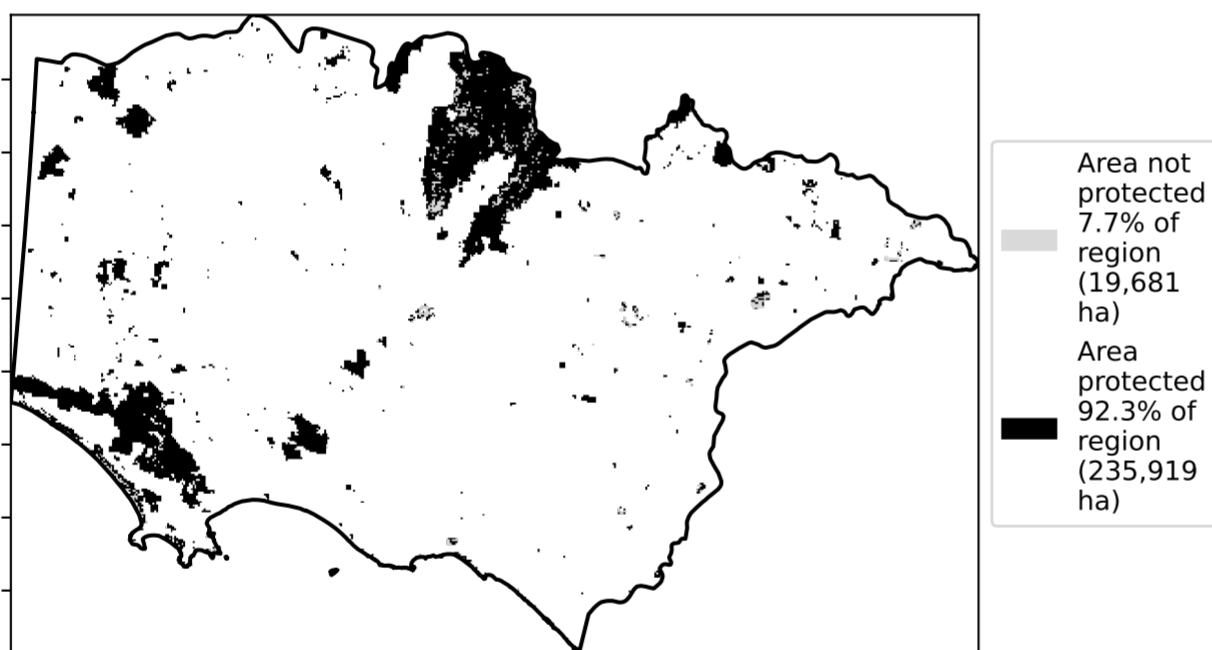 Area not
protected
7.7% of
region
(19,681
ha)
Area
protected
92.3% of
region
(235,919
ha)